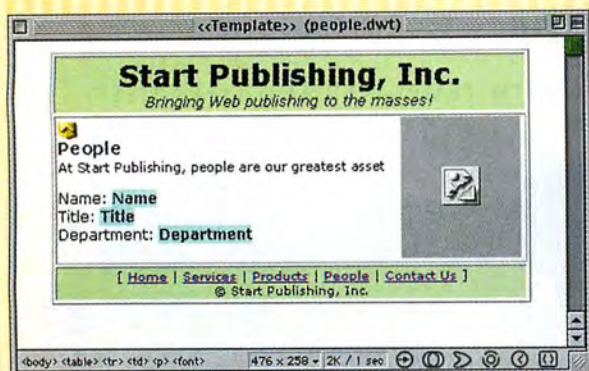 <<Template>> (people.dwt)
Start Publishing, Inc.
Bringing Web publishing to the masses!
People
At Start Publishing, people are our greatest asset
Name: Name
Title: Title
Department: Department
[ Home | Services | Products | People | Contact Us ]
© Start Publishing, Inc.
<body> <table> <tr> <td> <p> <font> 476 x 258 2K / 1 sec